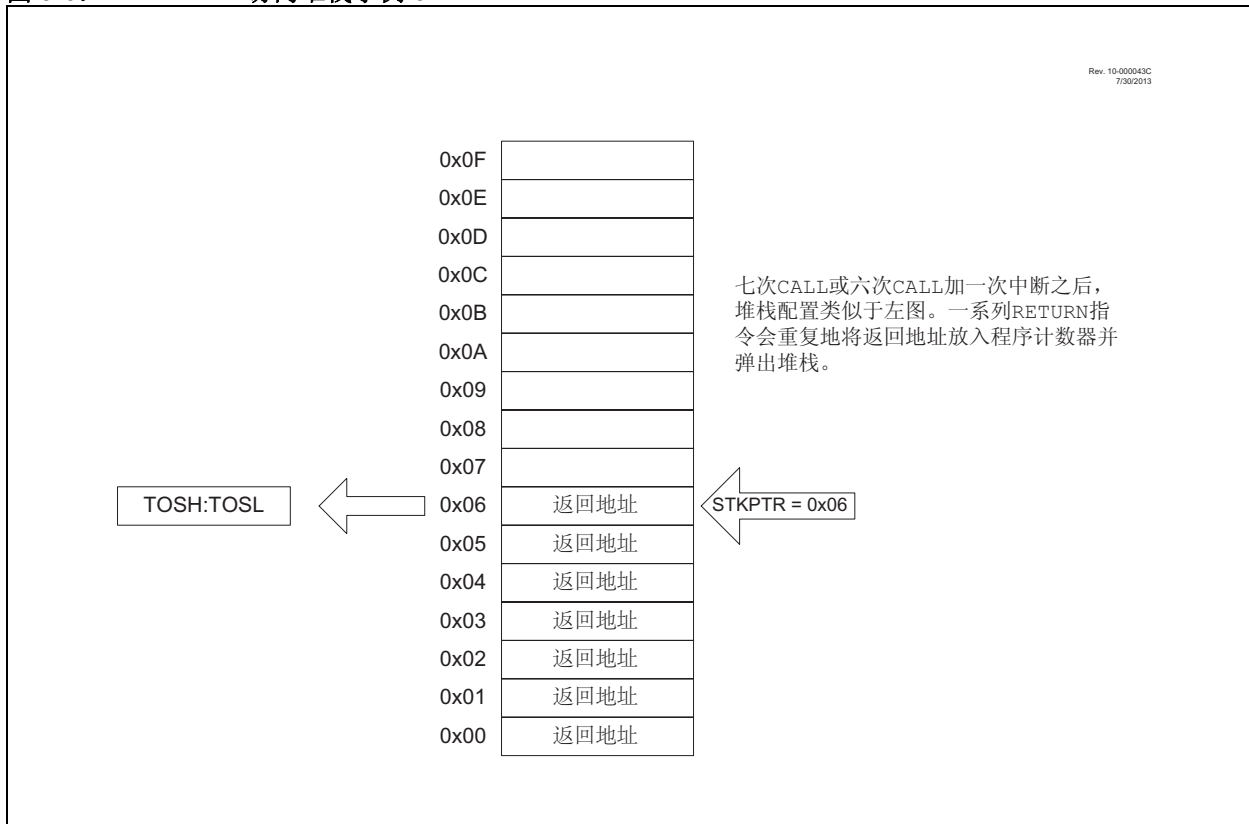 Rev. 10-000043C
7/30/2013
0x0F
0x0E
0x0D
0x0C
0x0B
0x0A
0x09
0x08
0x07
0x06 返回地址
0x05 返回地址
0x04 返回地址
0x03 返回地址
0x02 返回地址
0x01 返回地址
0x00 返回地址
TOSH:TOSL
STKPTR = 0x06
七次CALL或六次CALL加一次中断之后，
堆栈配置类似于左图。一系列RETURN指
令会重复地将返回地址放入程序计数器并
弹出堆栈。